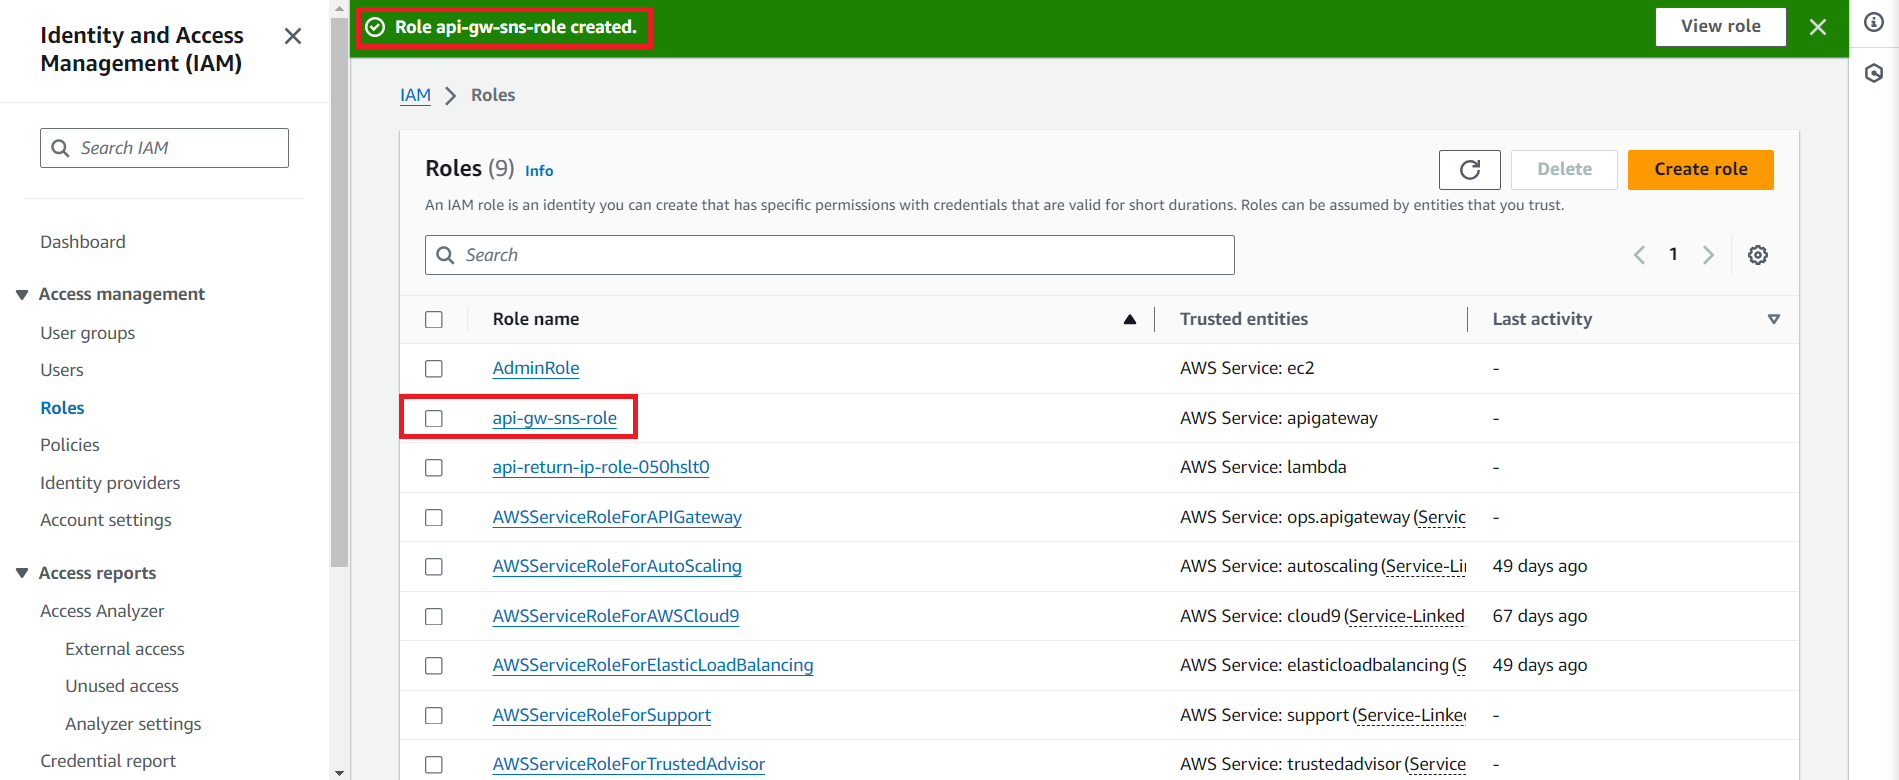 Identity and Access Management (IAM)
Search IAM
Dashboard
Access management
User groups
Users
Roles
Policies
Identity providers
Account settings
Access reports
Access Analyzer
External access
Unused access
Analyzer settings
Credential report
Role api-gw-sns-role created.
View role
IAM Roles
Roles (9) Info
Delete
Create role
An IAM role is an identity you can create that has specific permissions with credentials that are valid for short durations. Roles can be assumed by entities that you trust.
Search
1
Role name Trusted entities Last activity
AdminRole AWS Service: ec2 -
api-gw-sns-role AWS Service: apigateway -
api-return-ip-role-050hslt0 AWS Service: lambda -
AWSServiceRoleForAPIGateway AWS Service: ops.apigateway (Servic -
AWSServiceRoleForAutoScaling AWS Service: autoscaling (Service-Li 49 days ago
AWSServiceRoleForAWSCloud9 AWS Service: cloud9 (Service-Linked 67 days ago
AWSServiceRoleForElasticLoadBalancing AWS Service: elasticloadbalancing (S 49 days ago
AWSServiceRoleForSupport AWS Service: support (Service-Linke -
AWSServiceRoleForTrustedAdvisor AWS Service: trustedadvisor (Service -